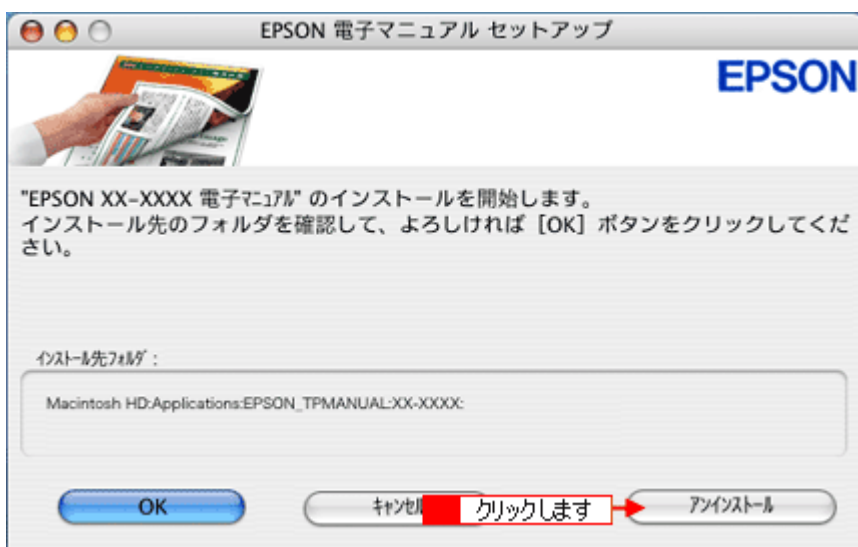 EPSON 電子マニュアル セットアップ
EPSON
"EPSON XX-XXXX 電子ﾏﾆｭｱﾙ" のインストールを開始します。
インストール先のフォルダを確認して、よろしければ［OK］ボタンをクリックしてくだ
さい。
ｲﾝｽﾄｰﾙ先ﾌｫﾙﾀﾞ：
Macintosh HD:Applications:EPSON_TPMANUAL:XX-XXXX:
OK
ｷｬﾝｾﾙ
クリックします
ｱﾝｲﾝｽﾄｰﾙ